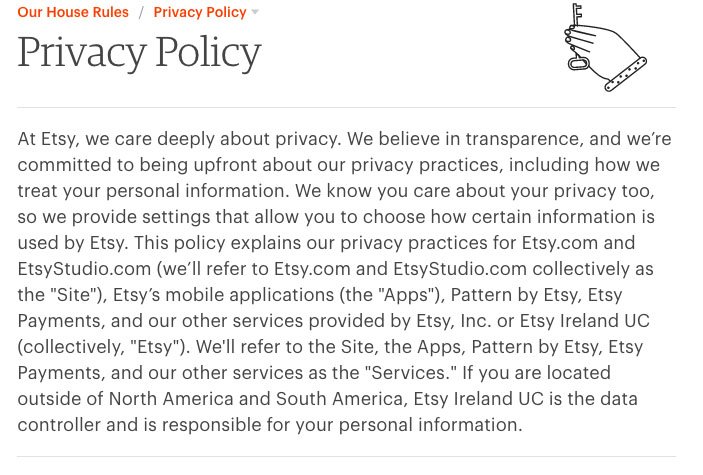 Our House Rules / Privacy Policy
Privacy Policy
At Etsy, we care deeply about privacy. We believe in transparence, and we’re
committed to being upfront about our privacy practices, including how we
treat your personal information. We know you care about your privacy too,
so we provide settings that allow you to choose how certain information is
used by Etsy. This policy explains our privacy practices for Etsy.com and
EtsyStudio.com (we’ll refer to Etsy.com and EtsyStudio.com collectively as
the "Site"), Etsy’s mobile applications (the "Apps"), Pattern by Etsy, Etsy
Payments, and our other services provided by Etsy, Inc. or Etsy Ireland UC
(collectively, "Etsy"). We'll refer to the Site, the Apps, Pattern by Etsy, Etsy
Payments, and our other services as the "Services." If you are located
outside of North America and South America, Etsy Ireland UC is the data
controller and is responsible for your personal information.